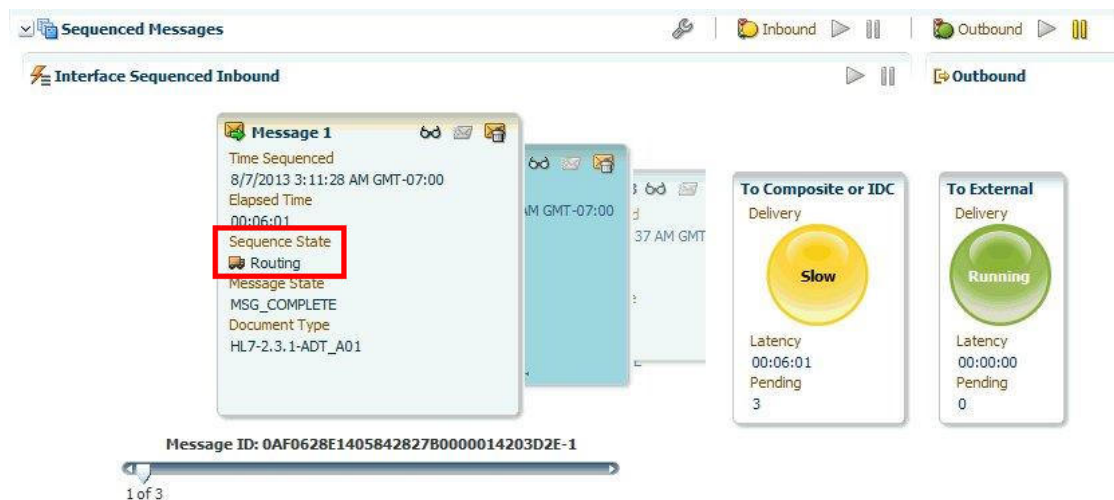 Sequenced Messages
Inbound
Outbound
Interface Sequenced Inbound
Outbound
Message 1
Time Sequenced
8/7/2013 3:11:28 AM GMT-07:00
Elapsed Time
00:06:01
Sequence State
Routing
Message State
MSG_COMPLETE
Document Type
HL7-2.3.1-ADT_A01
AM GMT-07:00
37 AM GMT
To Composite or IDC
Delivery
Slow
Latency
00:06:01
Pending
3
To External
Delivery
Running
Latency
00:00:00
Pending
0
Message ID: 0AF0628E1405842827B0000014203D2E-1
1 of 3